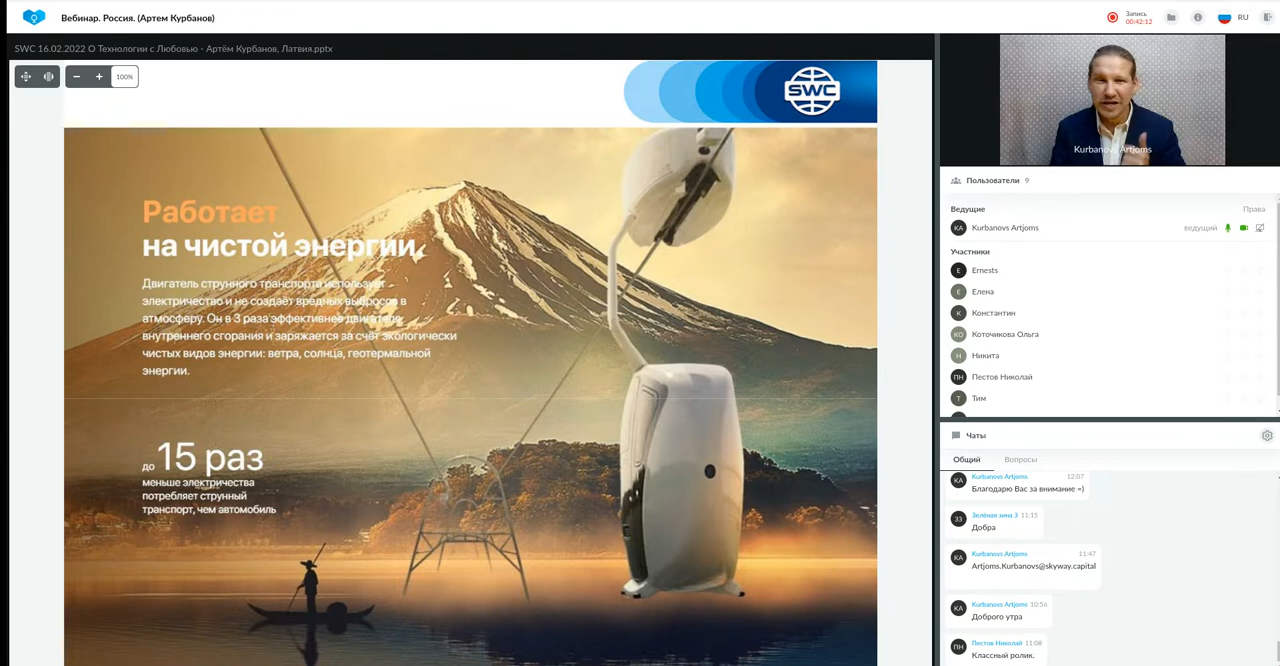 Вебинар. Россия. (Артем Курбанов)
Запись
00:42:12
RU
SWC 16.02.2022 О Технологии с Любовью - Артём Курбанов, Латвия.pptx
100%
SWC
Работает
на чистой энергии
Двигатель струнного транспорта использует
электричество и не создаёт вредных выбросов в
атмосферу. Он в 3 раза эффективнее двигателя
внутреннего сгорания и заряжается за счёт экологически
чистых видов энергии: ветра, солнца, геотермальной
энергии.
до 15 раз
меньше электричества
потребляет струнный
транспорт, чем автомобиль
Kurbanovs Artjoms
Пользователи 9
Ведущие Права
KA Kurbanovs Artjoms ведущий
Участники
E Ernests
Е Елена
К Константин
КО Коточикова Ольга
Н Никита
ПН Пестов Николай
Т Тим
Чаты
Общий Вопросы
KA Kurbanovs Artjoms 12:07
Благодарю Вас за внимание =)
ЗЗ Зелёная зина З 11:15
Добра
KA Kurbanovs Artjoms 11:47
Artjoms.Kurbanovs@skyway.capital
KA Kurbanovs Artjoms 10:56
Доброго утра
ПН Пестов Николай 11:08
Классный ролик.